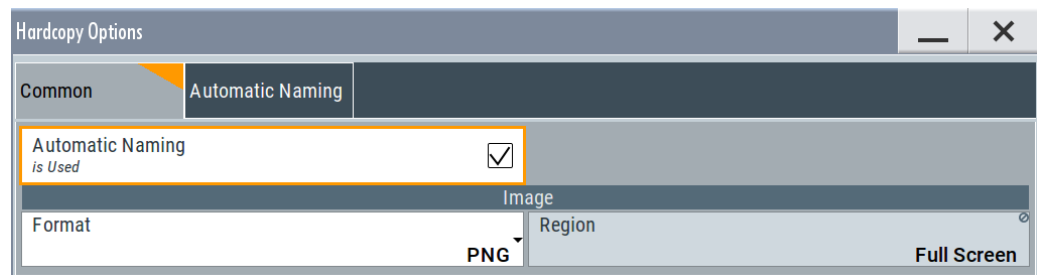 Hardcopy Options
Common
Automatic Naming
Automatic Naming
is Used
Image
Format
PNG
Region
Full Screen